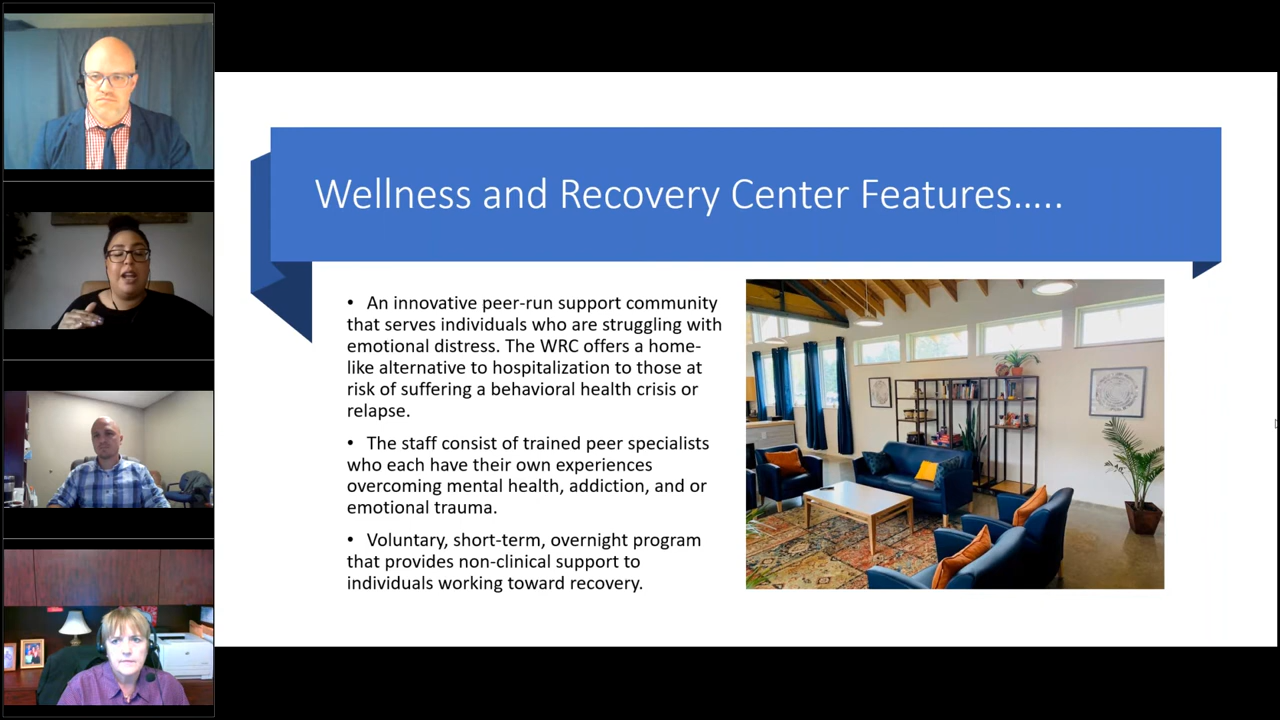 Wellness and Recovery Center Features.....
• An innovative peer-run support community
that serves individuals who are struggling with
emotional distress. The WRC offers a home-
like alternative to hospitalization to those at
risk of suffering a behavioral health crisis or
relapse.
• The staff consist of trained peer specialists
who each have their own experiences
overcoming mental health, addiction, and or
emotional trauma.
• Voluntary, short-term, overnight program
that provides non-clinical support to
individuals working toward recovery.